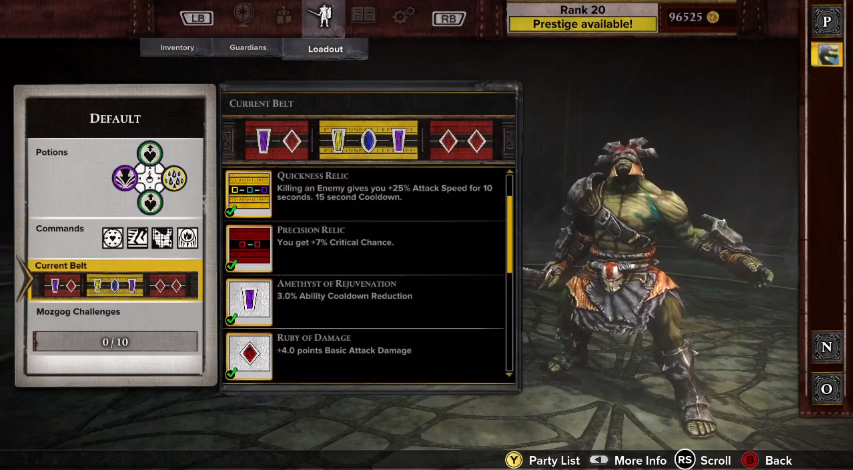 LB
RB
Rank 20
Prestige available!
96525
P
Inventory
Guardians
Loadout
DEFAULT
Potions
Commands
Current Belt
Mozgog Challenges
0/10
CURRENT BELT
QUICKNESS RELIC
Killing an Enemy gives you +25% Attack Speed for 10
seconds. 15 second Cooldown.
PRECISION RELIC
You get +7% Critical Chance.
AMETHYST OF REJUVENATION
3.0% Ability Cooldown Reduction
RUBY OF DAMAGE
+4.0 points Basic Attack Damage
N
O
Y Party List
More Info
RS Scroll
B Back